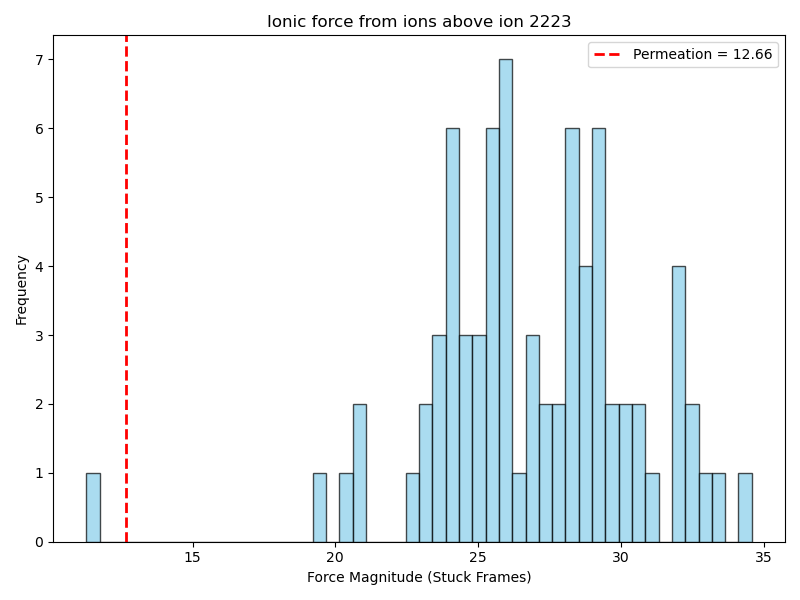 Ionic force from ions above ion 2223
Permeation = 12.66
7
6
5
4
3
2
1
0
Frequency
15 20 25 30 35
Force Magnitude (Stuck Frames)